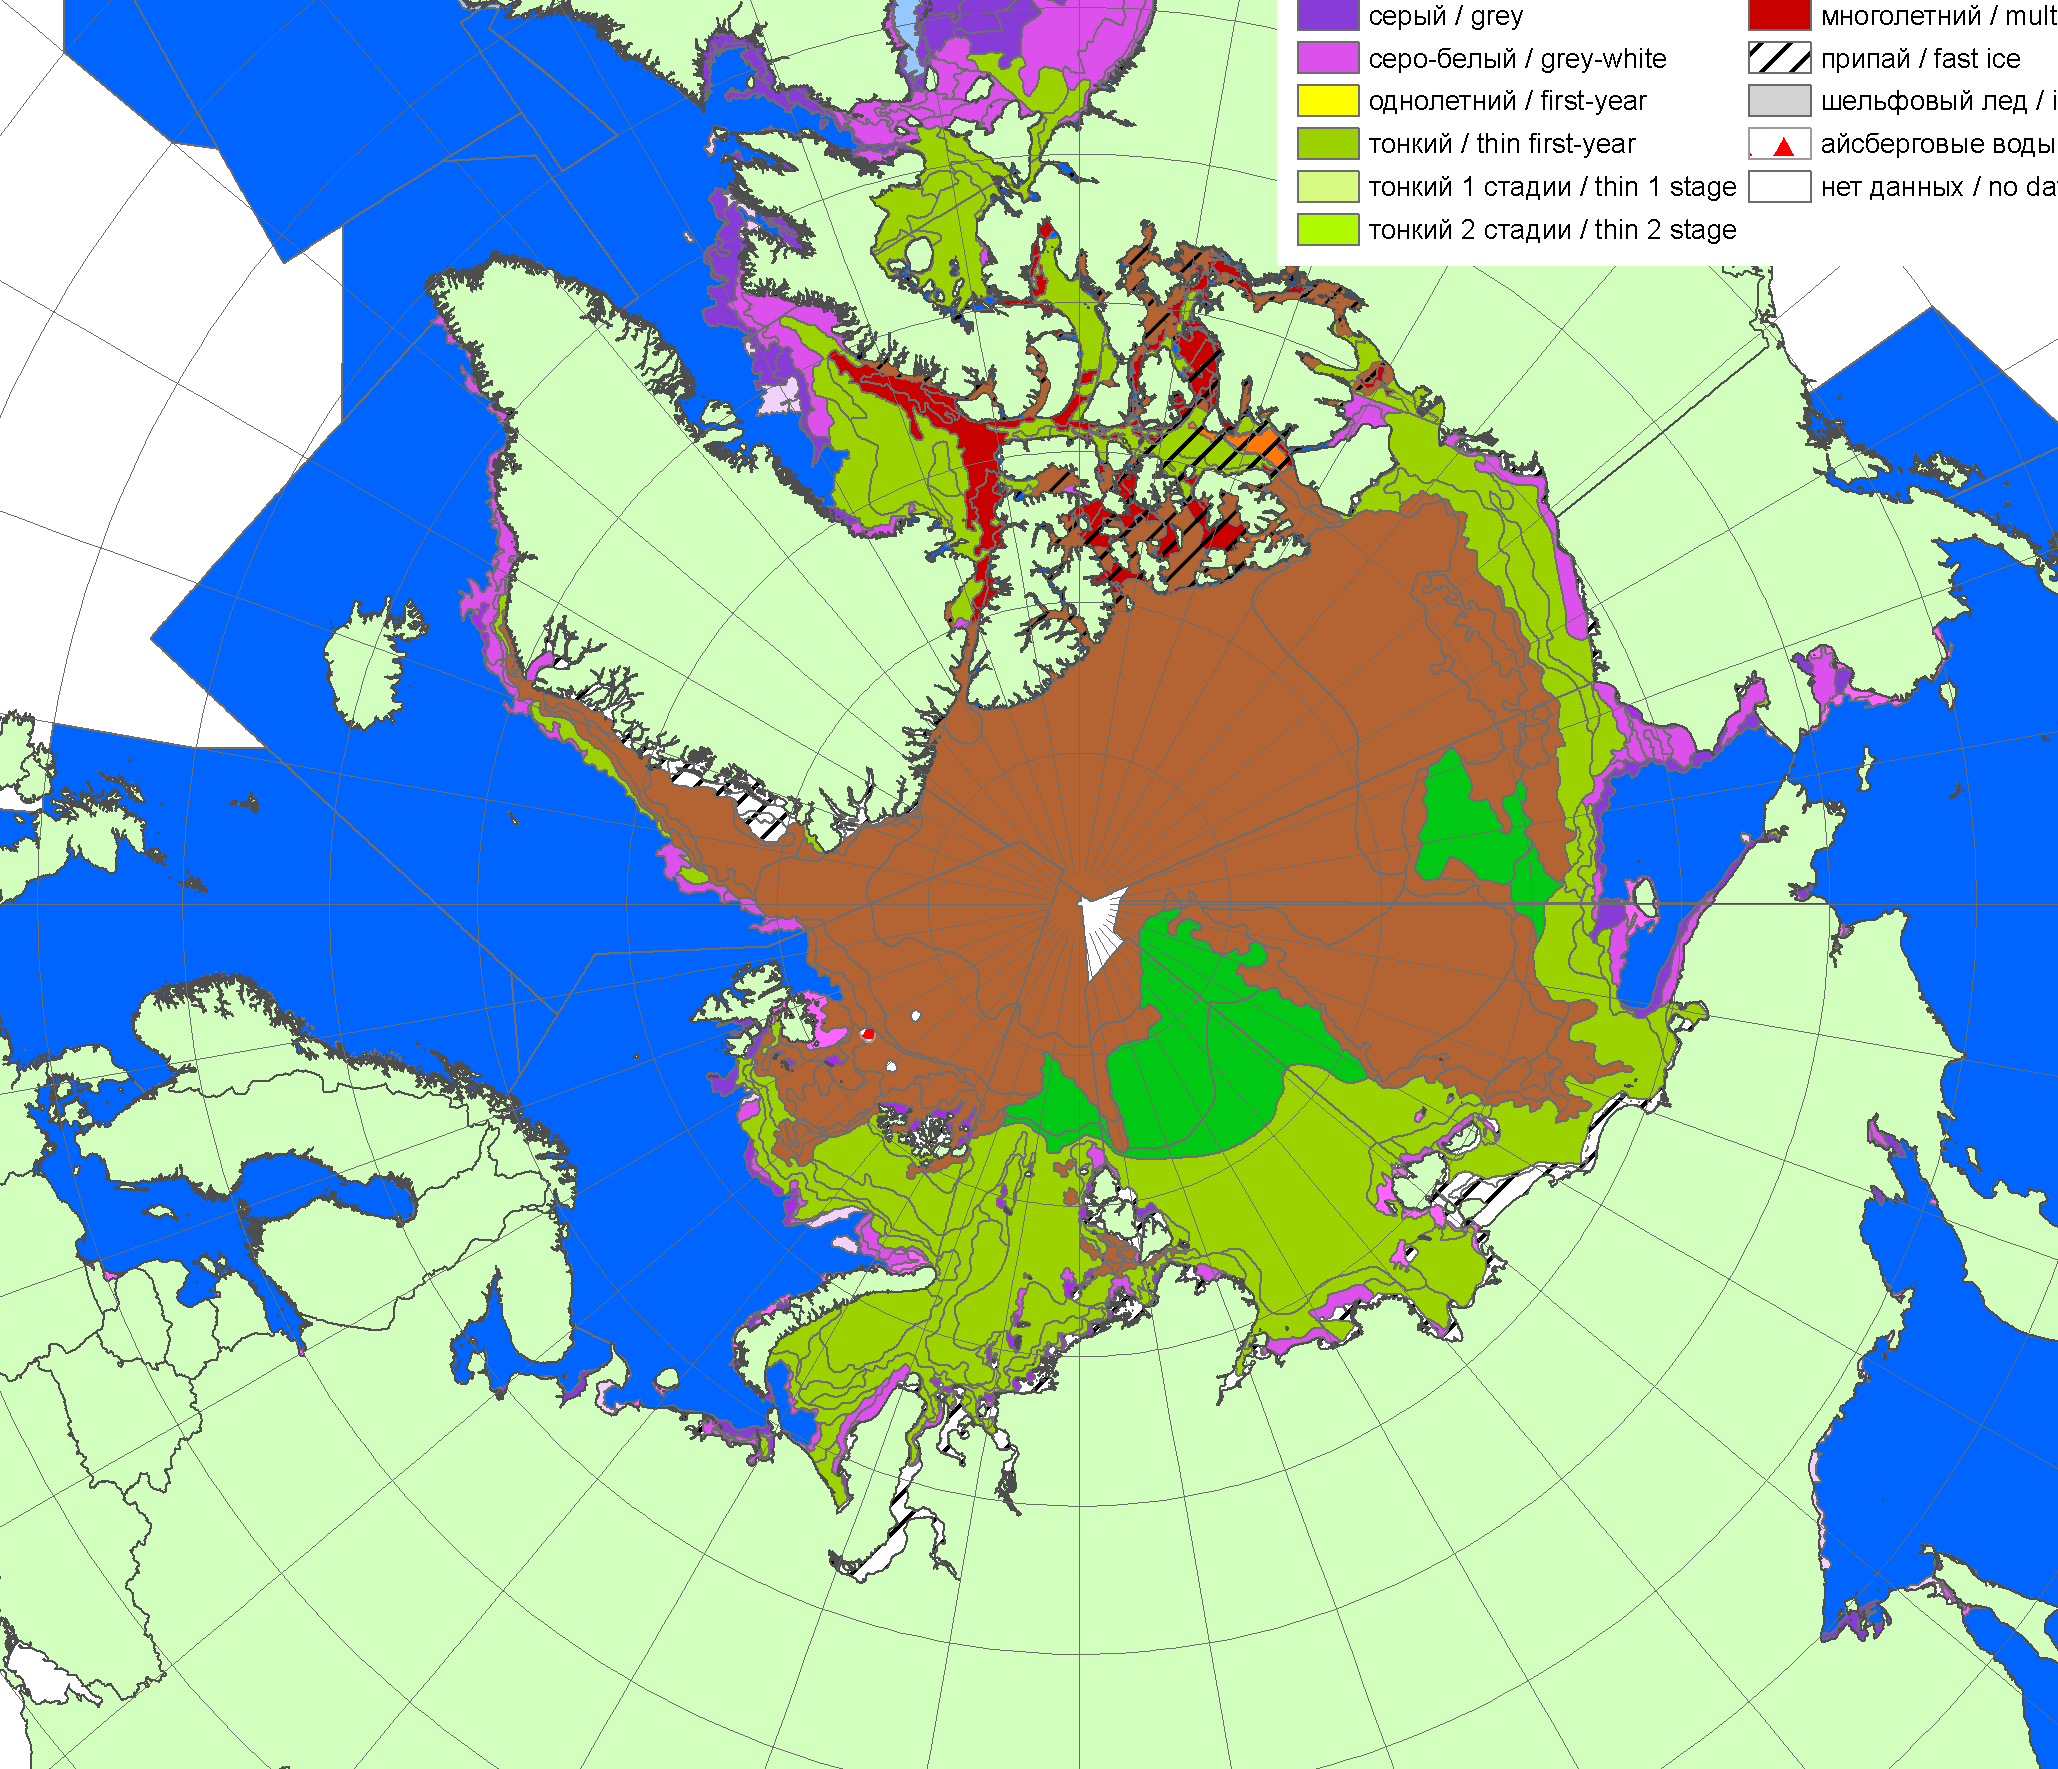 серый / grey
серо-белый / grey-white
однолетний / first-year
тонкий / thin first-year
тонкий 1 стадии / thin 1 stage
тонкий 2 стадии / thin 2 stage
многолетний / mult
припай / fast ice
шельфовый лед / i
айсберговые воды
нет данных / no da